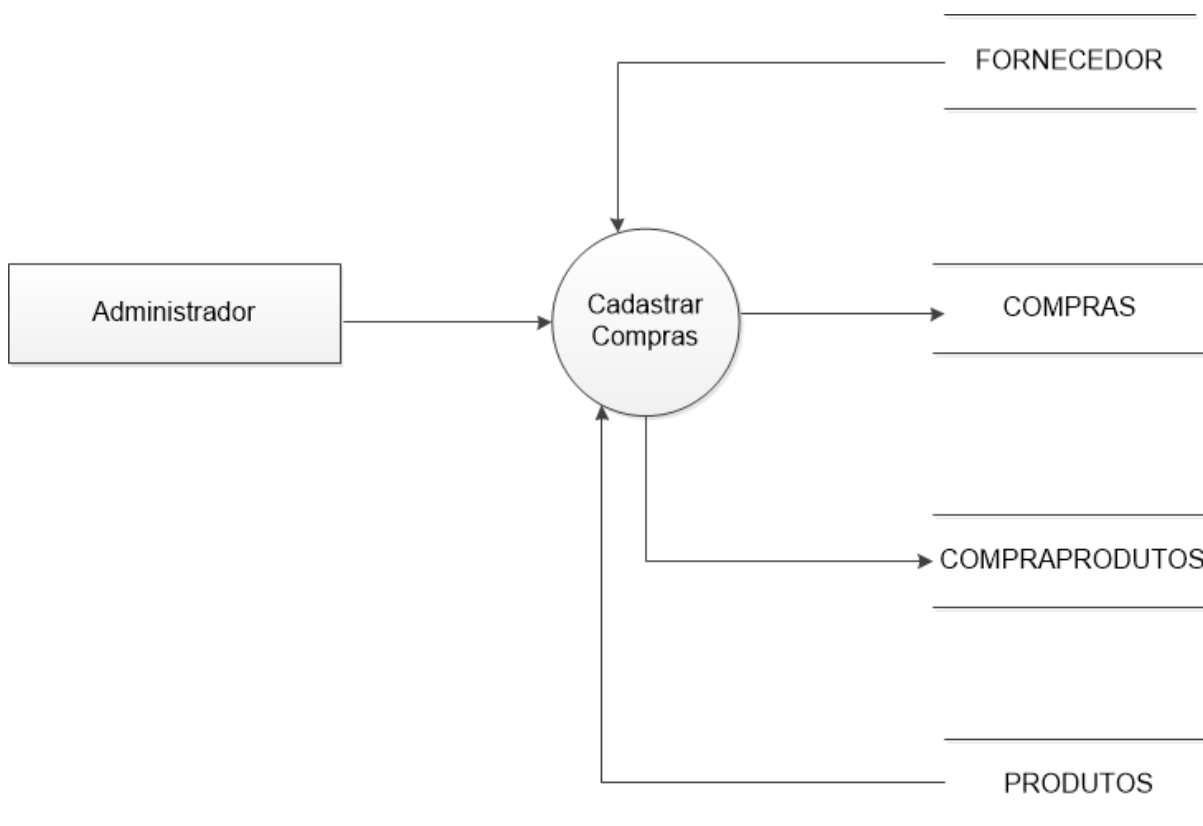 FORNECEDOR
Administrador
Cadastrar
Compras
COMPRAS
COMPRAPRODUTOS
PRODUTOS